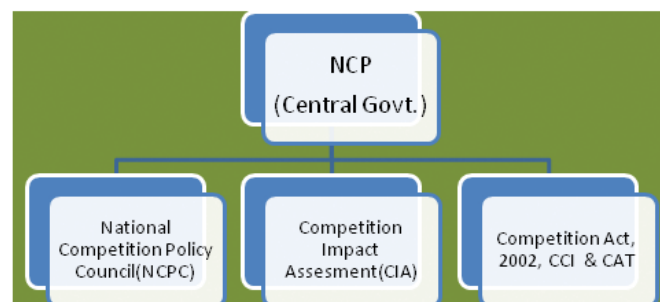 NCP
(Central Govt.)
National
Competition Policy
Council(NCPC)
Competition
Impact
Assesment(CIA)
Competition Act,
2002, CCI & CAT